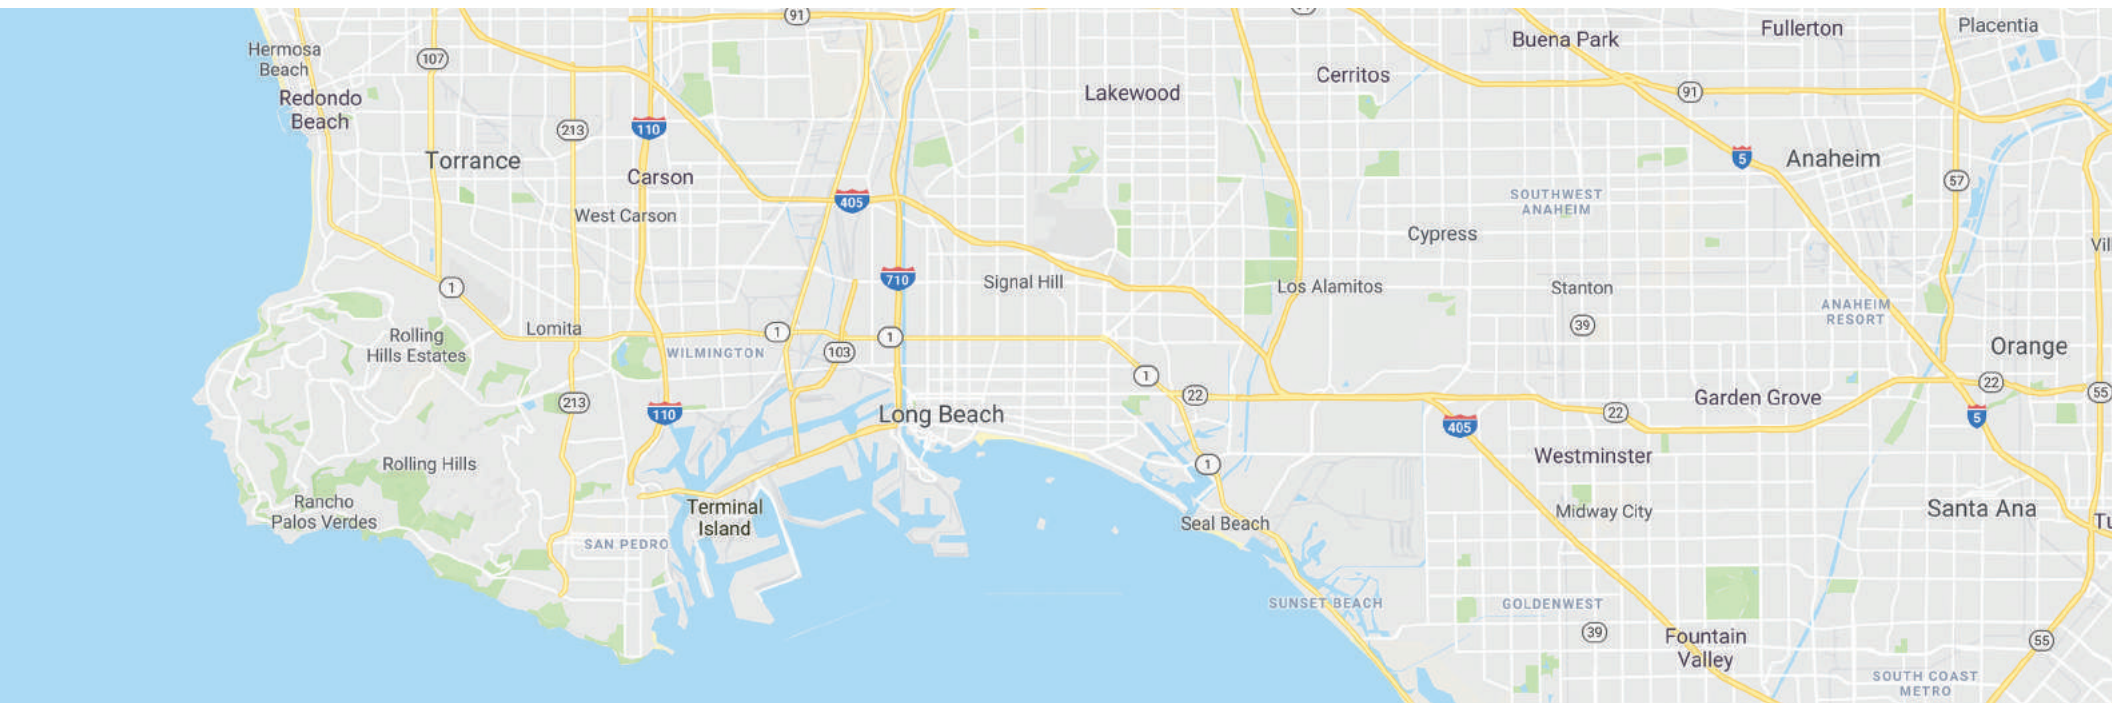 91
Hermosa
Beach
107
Redondo
Beach
213
110
Torrance
Carson
405
West Carson
710
1
Lomita
Rolling
Hills Estates
WILMINGTON
1
103
1
213
110
Long Beach
Rolling Hills
Rancho
Palos Verdes
Terminal
Island
SAN PEDRO
Lakewood
Signal Hill
1
22
1
Seal Beach
SUNSET BEACH
Buena Park
Fullerton
Placentia
Cerritos
91
5
Anaheim
57
SOUTHWEST
ANAHEIM
Cypress
Vil
Los Alamitos
Stanton
ANAHEIM
RESORT
39
Orange
22
55
Garden Grove
22
405
5
Westminster
Midway City
Santa Ana
Tu
GOLDENWEST
39
Fountain
Valley
55
SOUTH COAST
METRO